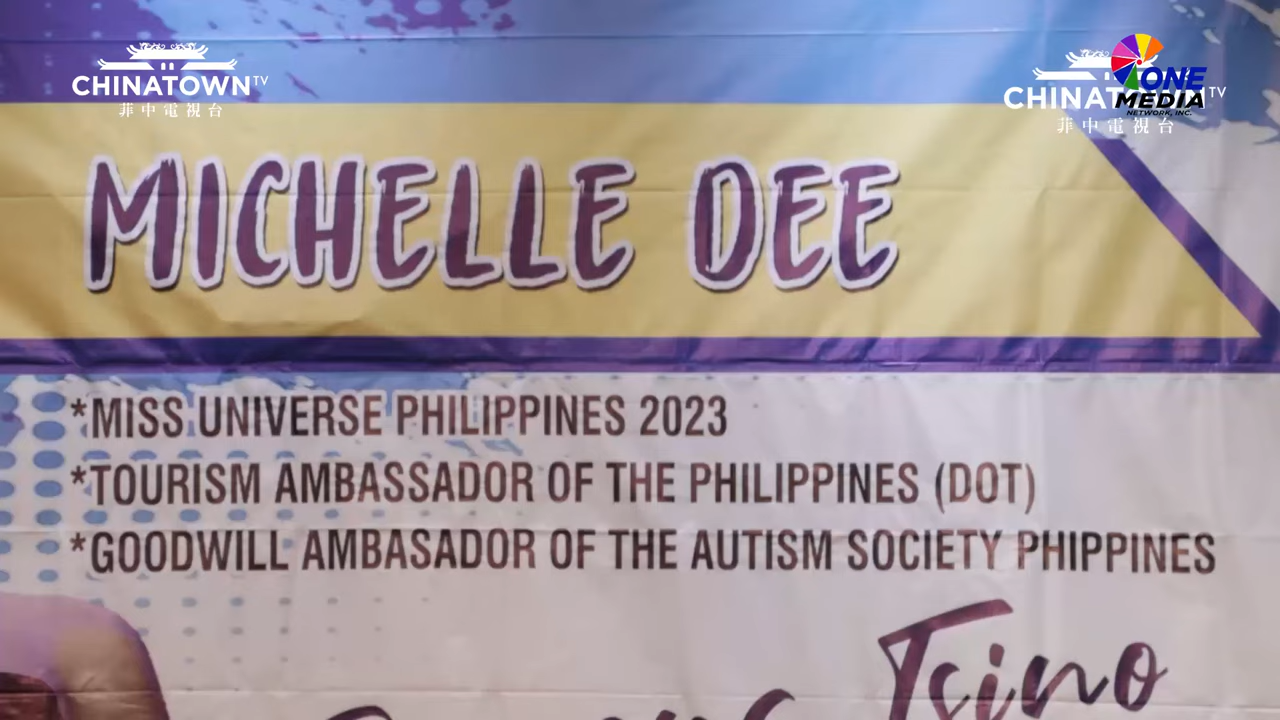 CHINATOWN TV
菲中電視台
CHINATOWN TV
菲中電視台
ONE
MEDIA
NETWORK, INC.
MICHELLE DEE
*MISS UNIVERSE PHILIPPINES 2023
*TOURISM AMBASSADOR OF THE PHILIPPINES (DOT)
*GOODWILL AMBASADOR OF THE AUTISM SOCIETY PHIPPINES
Tsino